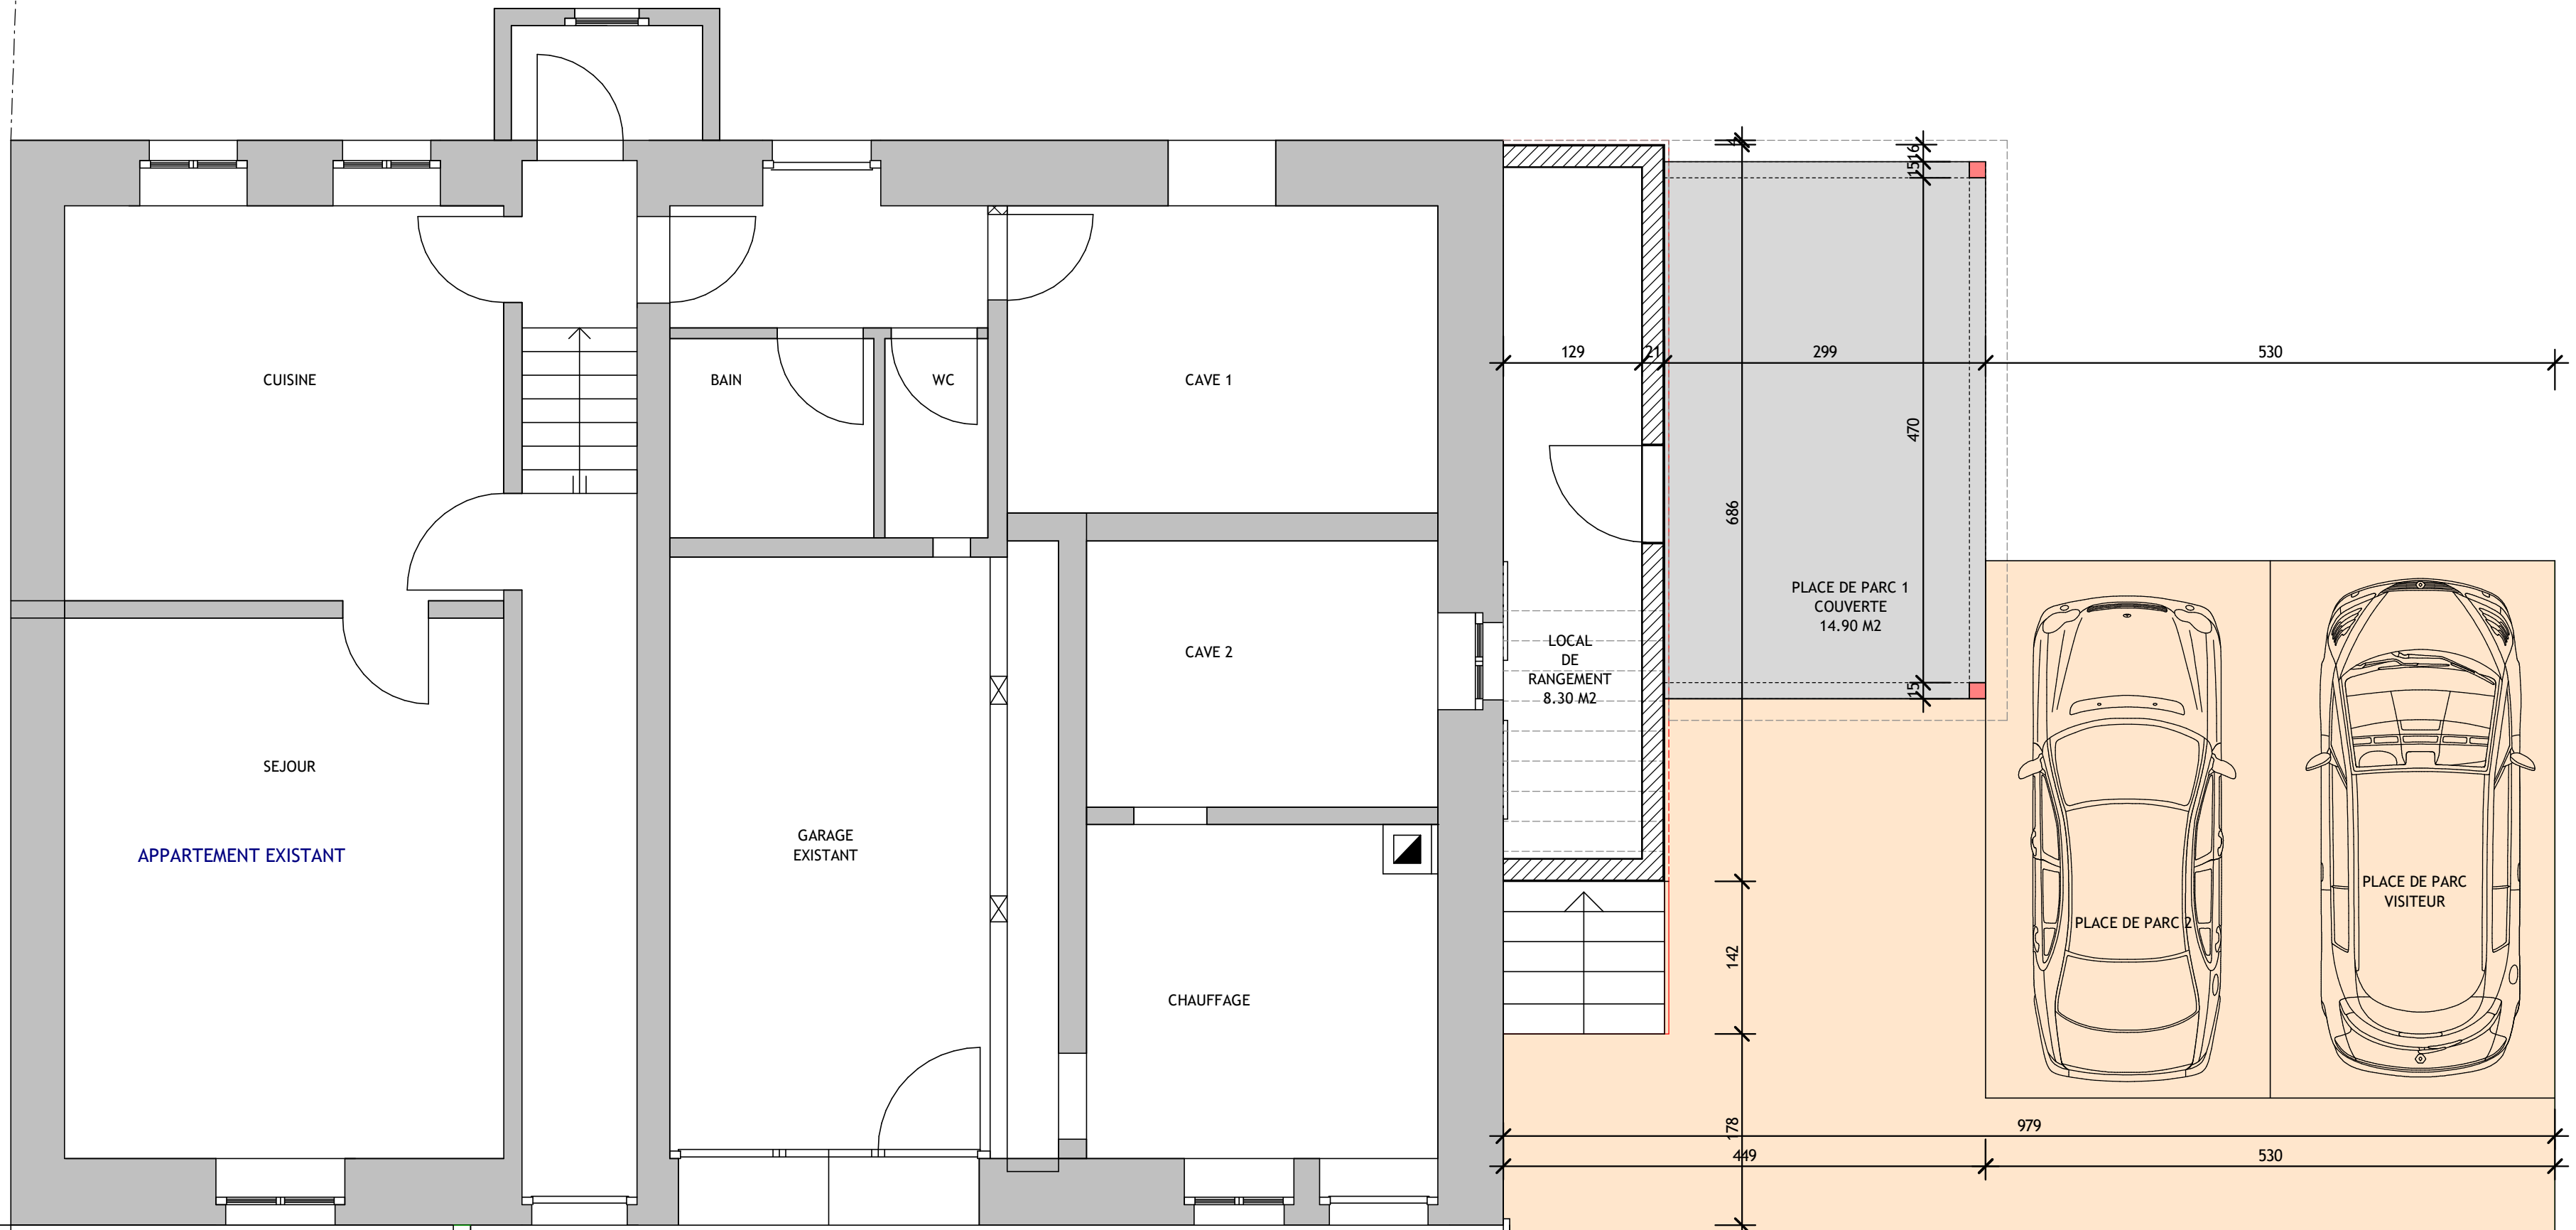 16
15
129
21
299
530
CUISINE
BAIN
WC
CAVE 1
470
686
PLACE DE PARC 1
COUVERTE
14.90 M2
LOCAL
DE
RANGEMENT
8.30 M2
CAVE 2
15
SEJOUR
GARAGE
EXISTANT
APPARTEMENT EXISTANT
PLACE DE PARC
VISITEUR
PLACE DE PARC 2
142
CHAUFFAGE
178
979
449
530